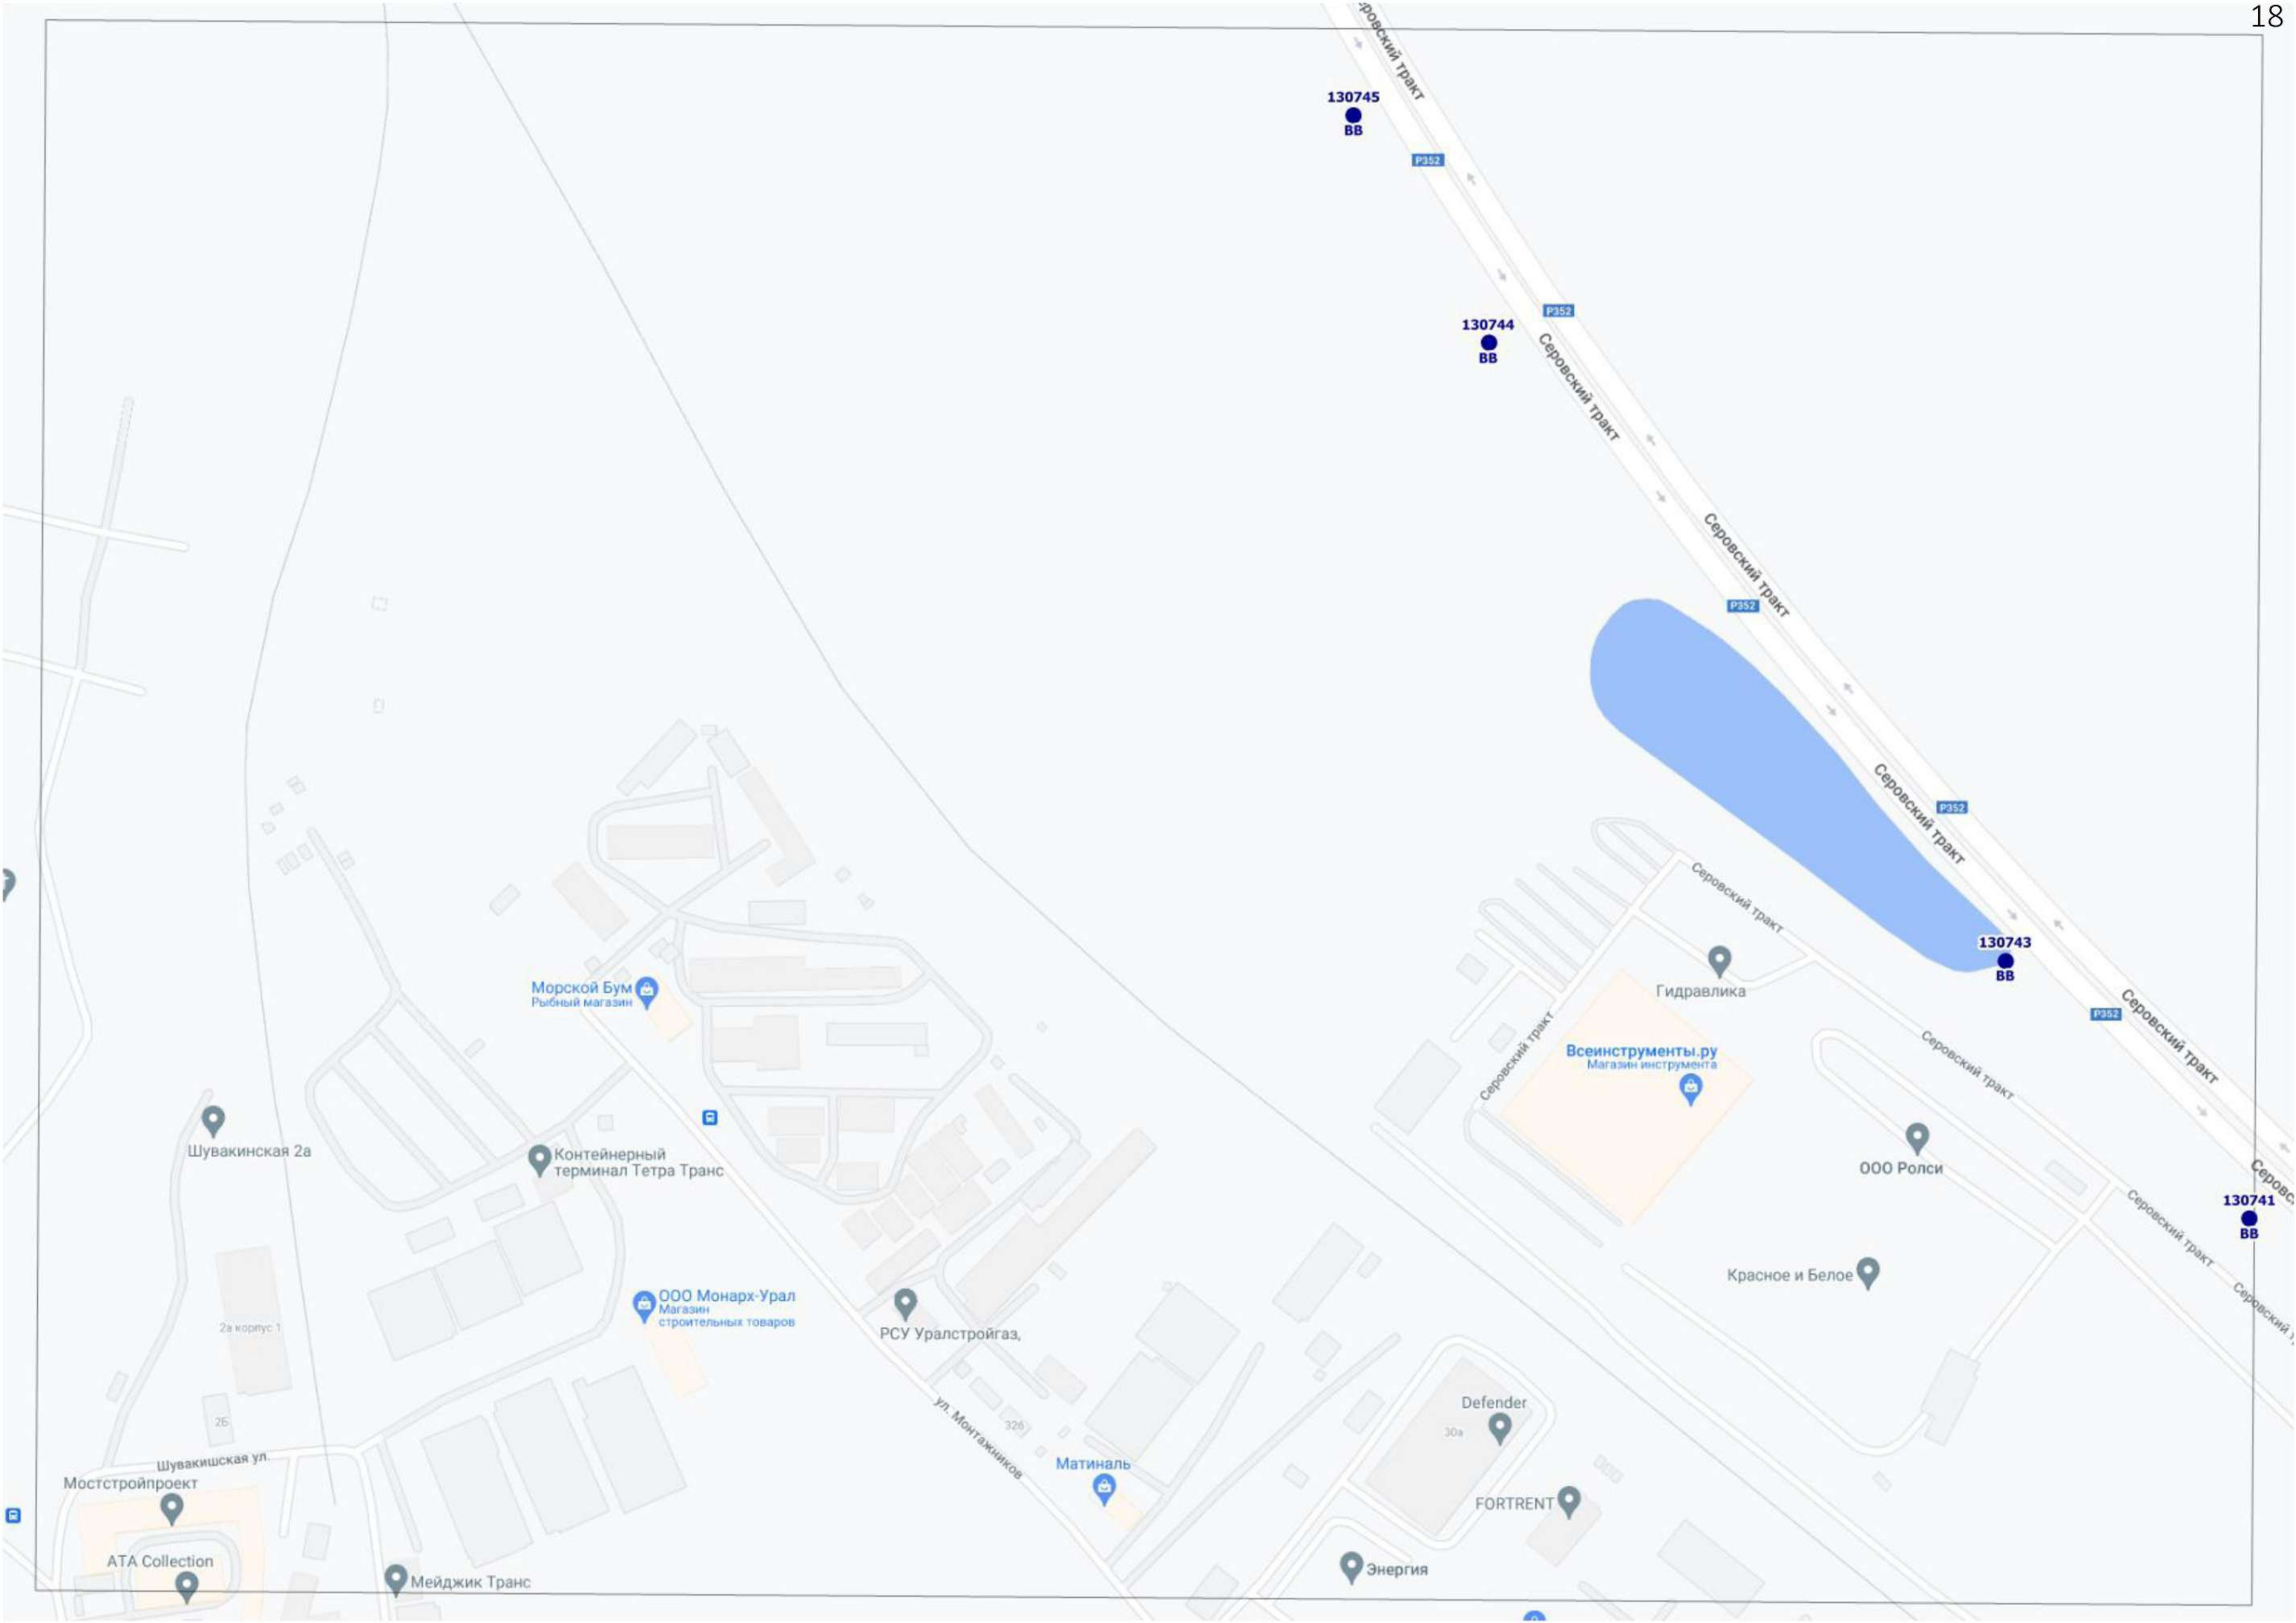 18
Серовский тракт
130745
ВВ
Р352
130744
ВВ
Р352
Серовский тракт
Серовский тракт
Р352
Серовский тракт
Р352
Серовский тракт
130743
ВВ
Гидравлика
Морской Бум
Рыбный магазин
Р352
Серовский тракт
Серовский тракт
Серовский тракт
Всеинструменты.ру
Магазин инструмента
Шувакинская 2а
Контейнерный
терминал Тетра Транс
ООО Ролси
130741
ВВ
Серовский тракт
Красное и Белое
ООО Монарх-Урал
Магазин
строительных товаров
2а корпус 1
РСУ Уралстройгаз,
2Б
ул. Монтажников
32б
Defender
30а
Шувакишская ул.
Мостстройпроект
Матиналь
FORTRENT
ATA Collection
Мейджик Транс
Энергия